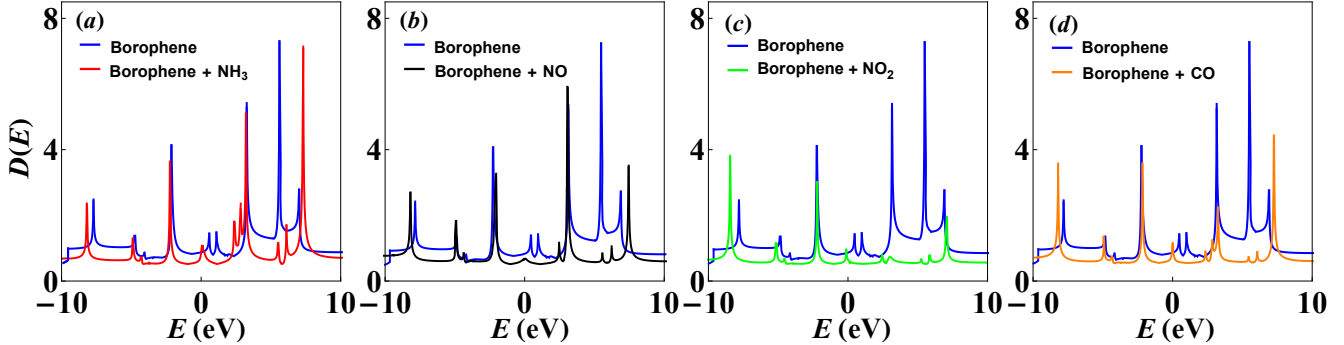 (a)
Borophene
Borophene + NH₃
(b)
Borophene
Borophene + NO
(c)
Borophene
Borophene + NO₂
(d)
Borophene
Borophene + CO
D(E)
8
4
0
8
4
0
8
4
0
8
4
0
−10 0 10
−10 0 10
−10 0 10
−10 0 10
E (eV)
E (eV)
E (eV)
E (eV)